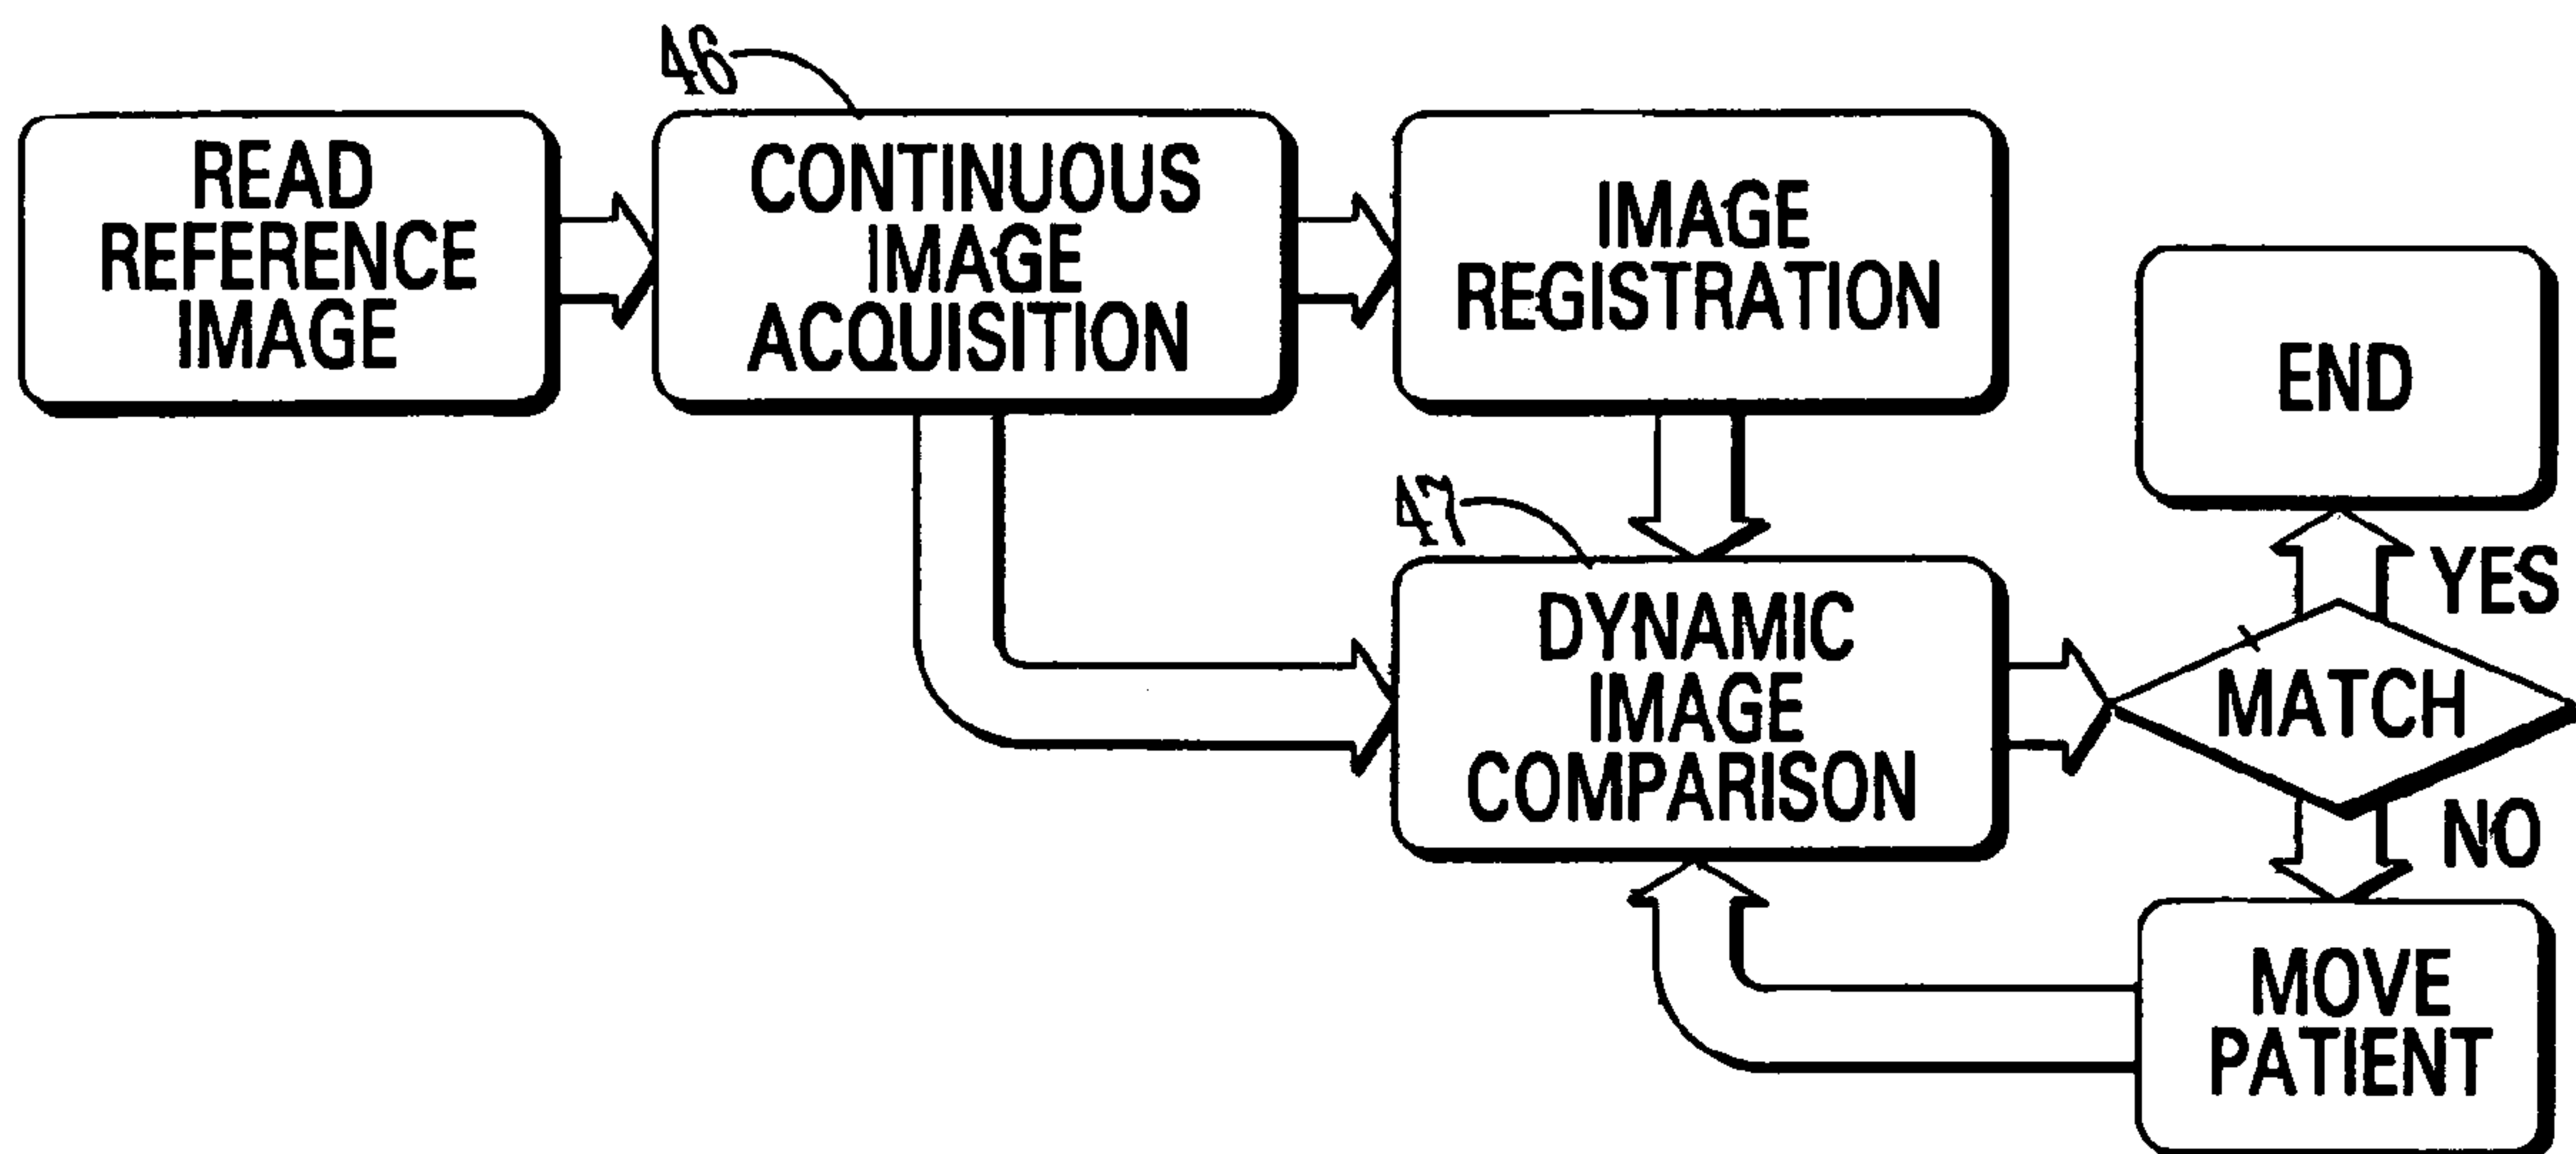 46
READ
REFERENCE
IMAGE
CONTINUOUS
IMAGE
ACQUISITION
IMAGE
REGISTRATION
END
47
YES
DYNAMIC
IMAGE
COMPARISON
MATCH
NO
MOVE
PATIENT